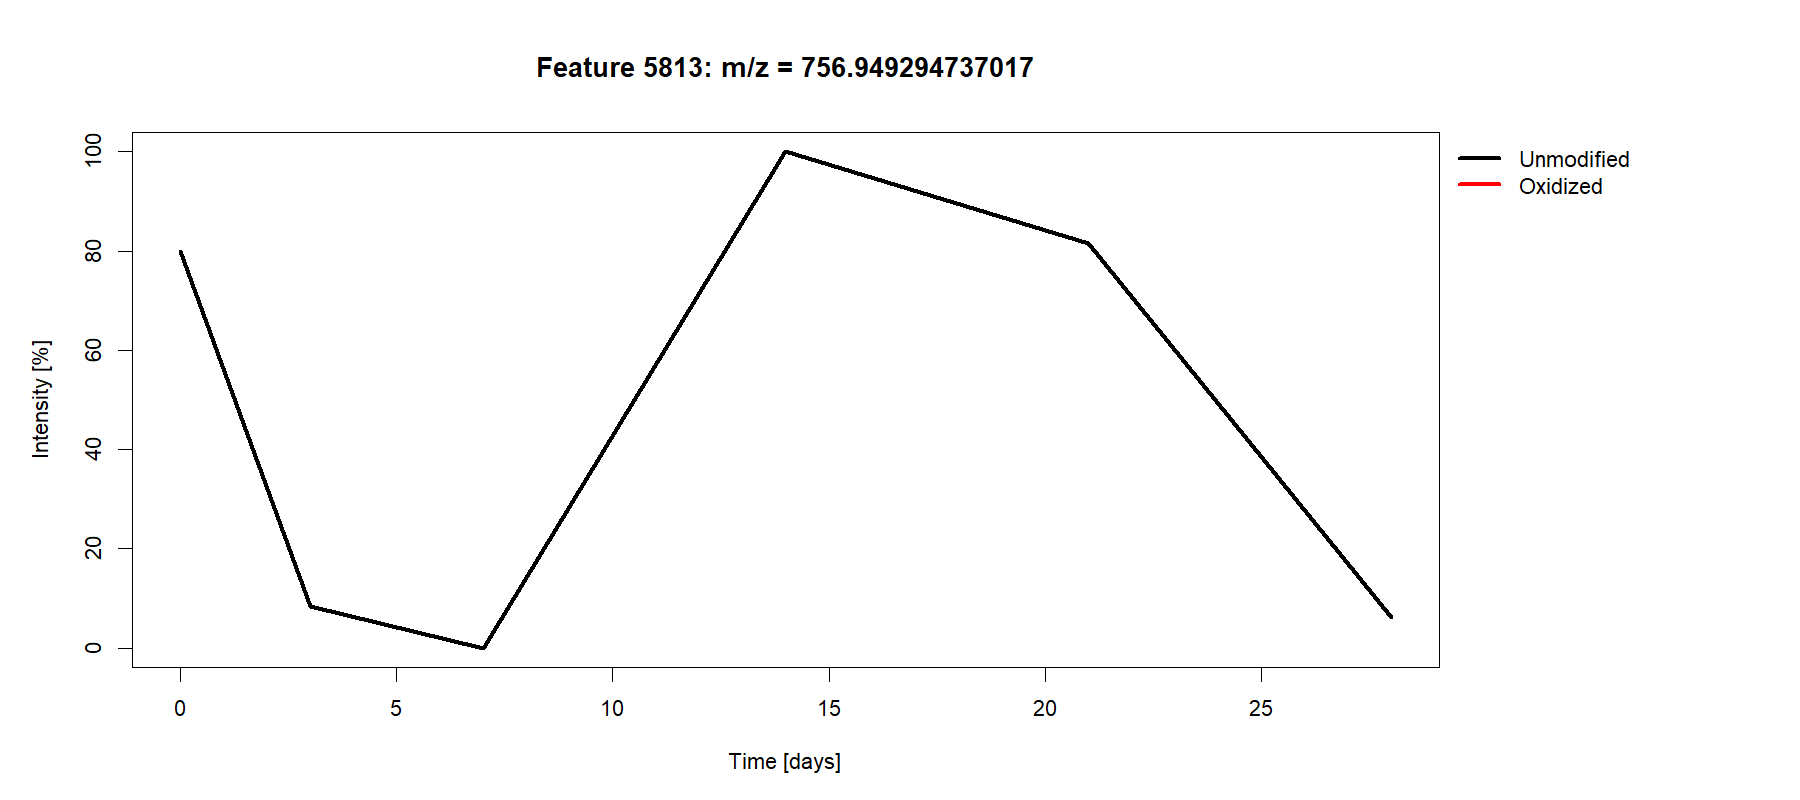 Feature 5813: m/z = 756.949294737017
Unmodified
Oxidized
Intensity [%]
100
80
60
40
20
0
0 5 10 15 20 25
Time [days]